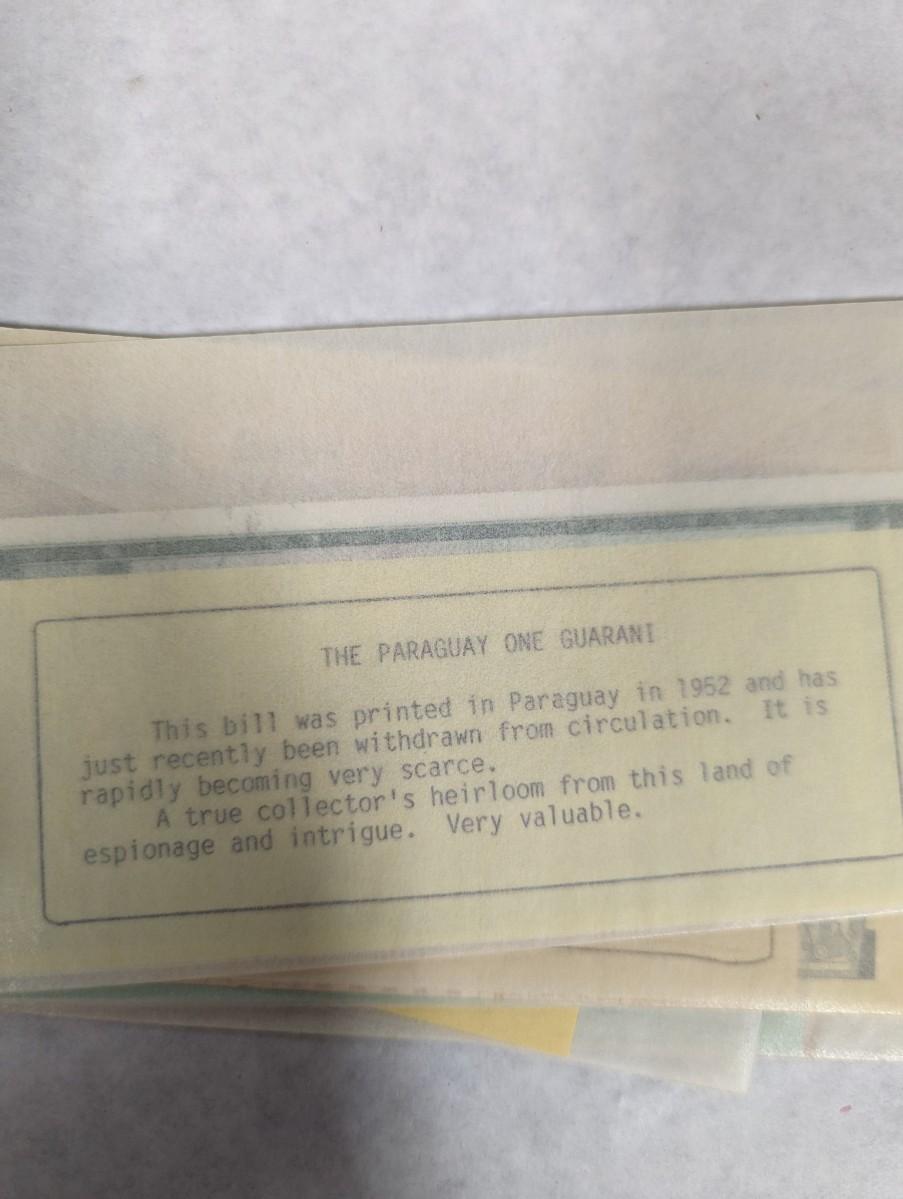 THE PARAGUAY ONE GUARANI
This bill was printed in Paraguay in 1952 and has
just recently been withdrawn from circulation. It is
rapidly becoming very scarce.
A true collector's heirloom from this land of
espionage and intrigue. Very valuable.